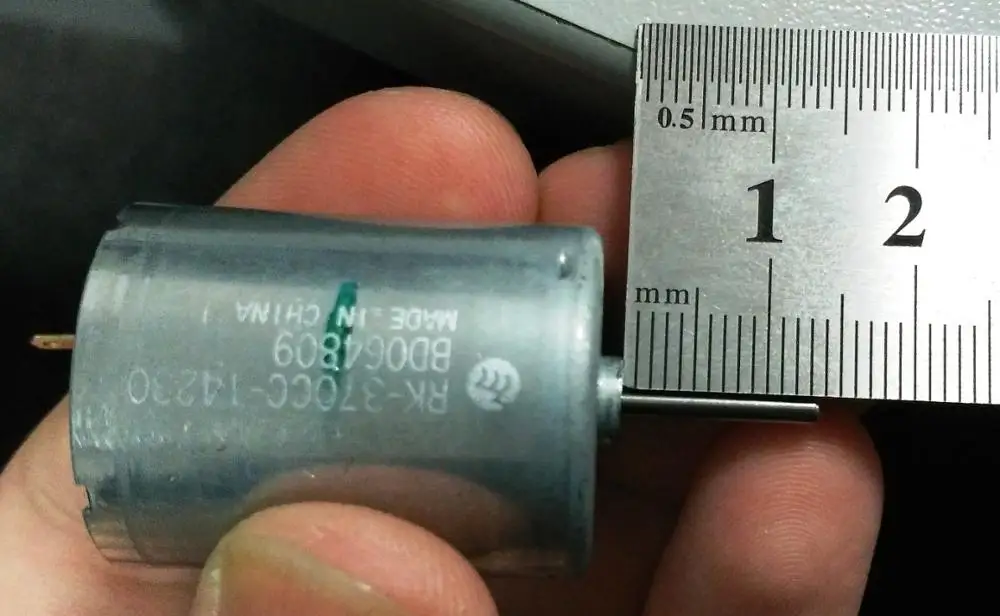 0.5 mm
1 2
mm
RK-370CC-14230
BD064809
MADE IN CHINA